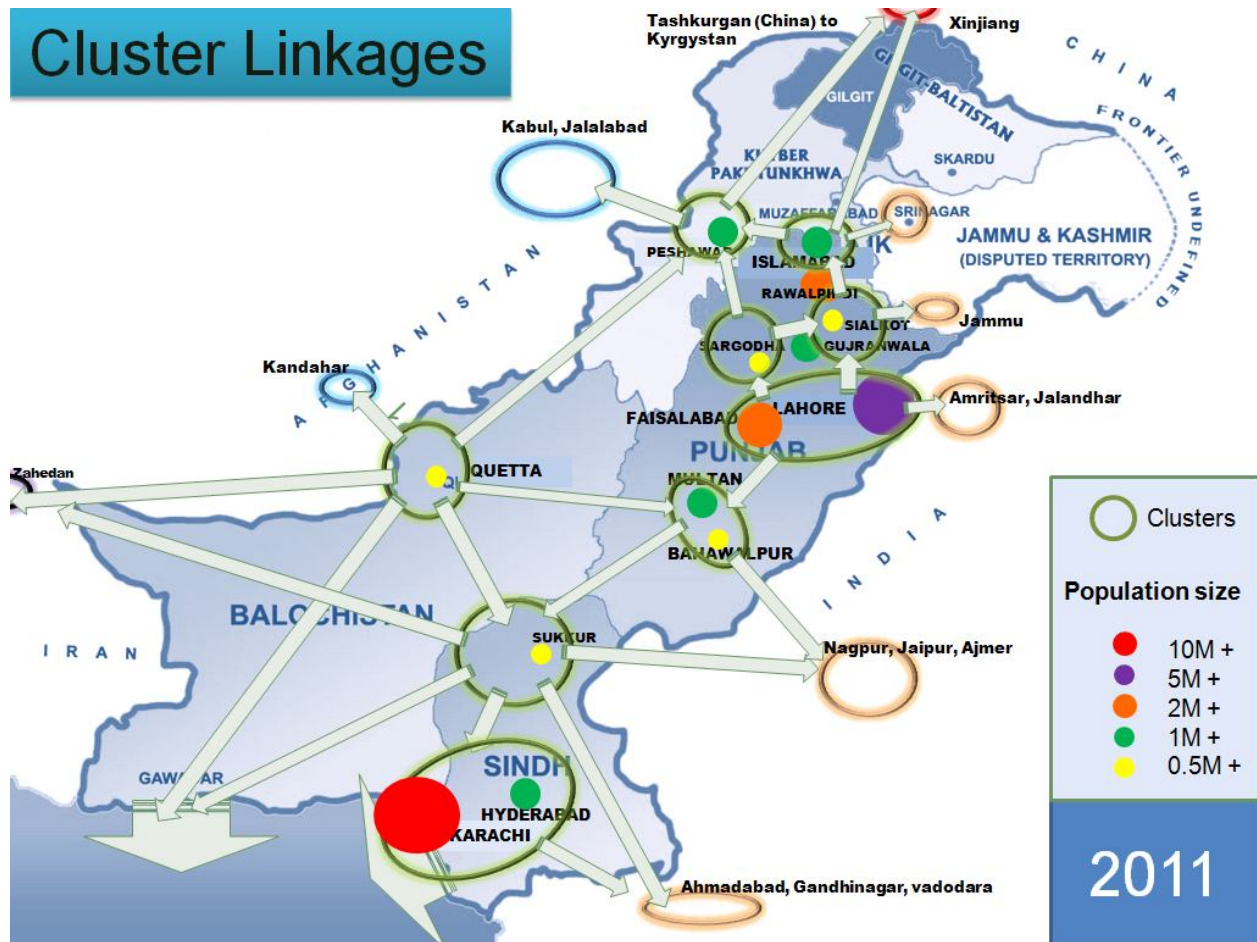 Cluster Linkages
Tashkurgan (China) to
Kyrgystan
Xinjiang
CHINA
FRONTIER UNDEFINED
GILGIT-BALTISTAN
GILGIT
SKARDU
Kabul, Jalalabad
KHYBER
PAKHTUNKHWA
MUZAFFARABAD
SRINAGAR
JAMMU & KASHMIR
(DISPUTED TERRITORY)
PESHAWAR
ISLAMABAD
RAWALPINDI
SIALKOT
Jammu
SARGODHA
GUJRANWALA
AFGHANISTAN
Kandahar
Amritsar, Jalandhar
FAISALABAD
LAHORE
PUNJAB
Zahedan
QUETTA
MULTAN
BAHAWALPUR
INDIA
BALOCHISTAN
SUKKUR
Nagpur, Jaipur, Ajmer
IRAN
GAWADAR
SINDH
HYDERABAD
KARACHI
Ahmadabad, Gandhinagar, vadodara
Clusters
Population size
10M +
5M +
2M +
1M +
0.5M +
2011